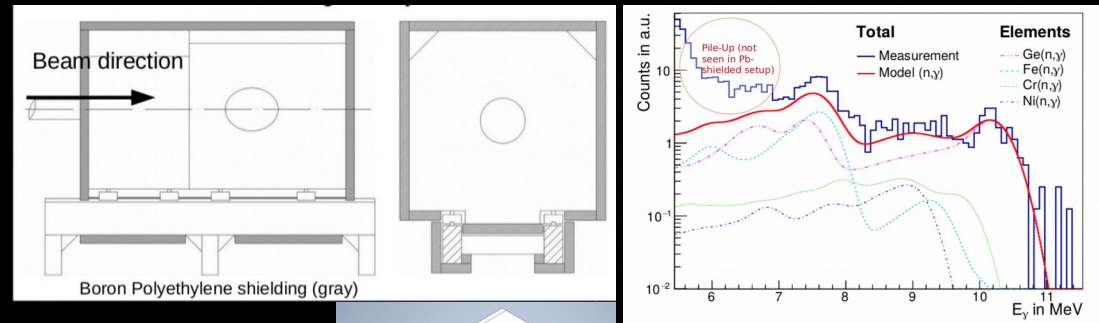 Beam direction
Boron Polyethylene shielding (gray)
Counts in a.u.
10
1
10⁻¹
10⁻²
Pile-Up (not
seen in Pb-
shielded setup)
Total
Measurement
Model (n,γ)
Elements
Ge(n,γ)
Fe(n,γ)
Cr(n,γ)
Ni(n,γ)
6 7 8 9 10 11
Eγ in MeV